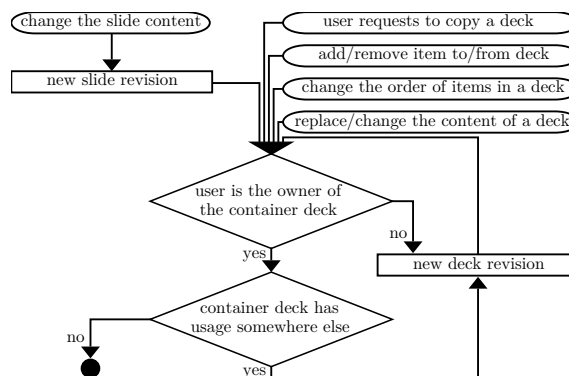 change the slide content
user requests to copy a deck
add/remove item to/from deck
new slide revision
change the order of items in a deck
replace/change the content of a deck
user is the owner of
the container deck
no
yes
new deck revision
container deck has
usage somewhere else
no
yes